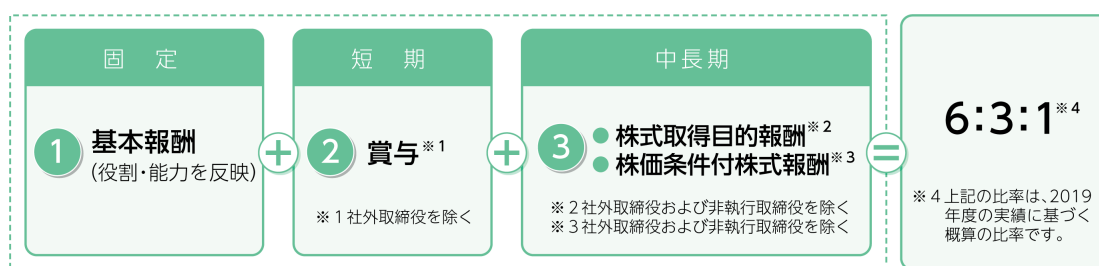 固 定
1 基本報酬
(役割・能力を反映)
+
短 期
2 賞与※1
※1社外取締役を除く
+
中長期
3 ●株式取得目的報酬※2
●株価条件付株式報酬※3
※2社外取締役および非執行取締役を除く
※3社外取締役および非執行取締役を除く
=
6:3:1※4
※4上記の比率は、2019
年度の実績に基づく
概算の比率です。